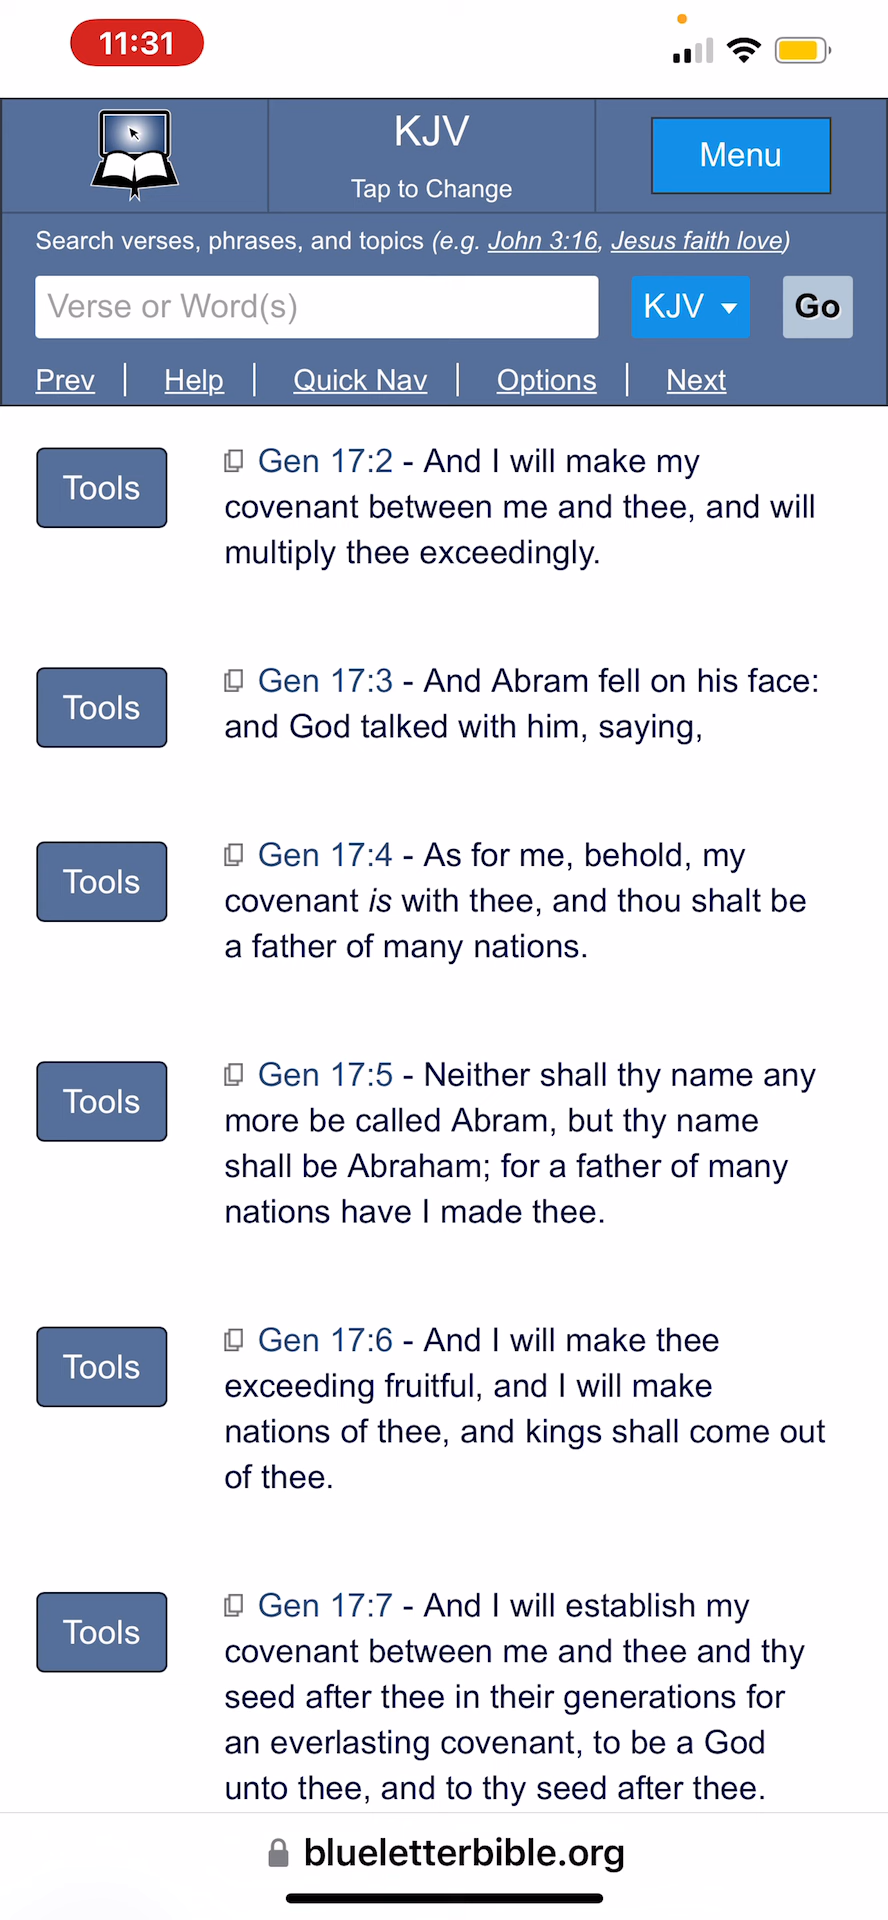 11:31
KJV
Tap to Change
Menu
Search verses, phrases, and topics (e.g. John 3:16, Jesus faith love)
Verse or Word(s)
KJV
Go
Prev | Help | Quick Nav | Options | Next
Tools
Gen 17:2 - And I will make my
covenant between me and thee, and will
multiply thee exceedingly.
Tools
Gen 17:3 - And Abram fell on his face:
and God talked with him, saying,
Tools
Gen 17:4 - As for me, behold, my
covenant is with thee, and thou shalt be
a father of many nations.
Tools
Gen 17:5 - Neither shall thy name any
more be called Abram, but thy name
shall be Abraham; for a father of many
nations have I made thee.
Tools
Gen 17:6 - And I will make thee
exceeding fruitful, and I will make
nations of thee, and kings shall come out
of thee.
Tools
Gen 17:7 - And I will establish my
covenant between me and thee and thy
seed after thee in their generations for
an everlasting covenant, to be a God
unto thee, and to thy seed after thee.
blueletterbible.org